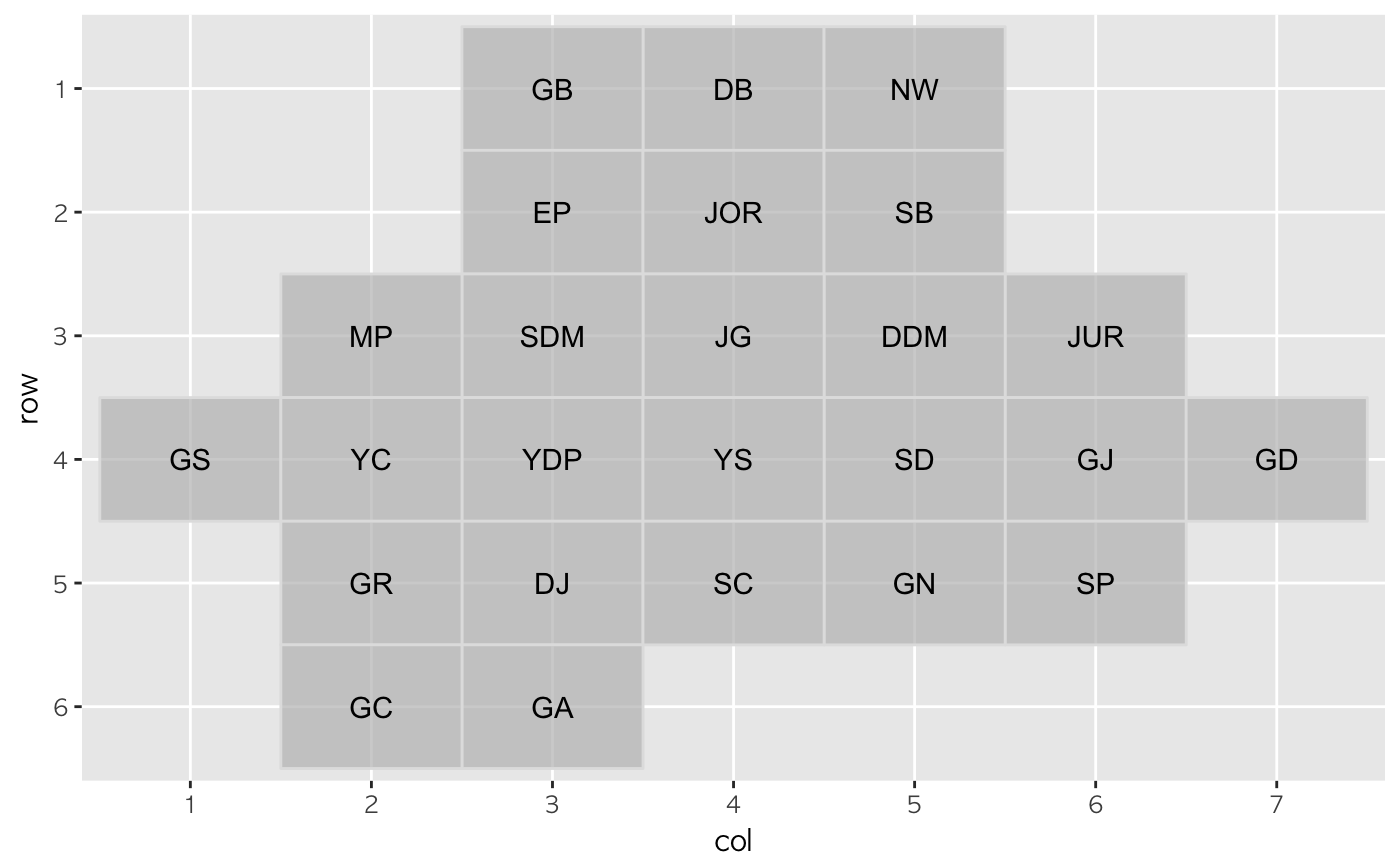 1 GB DB NW
2 EP JOR SB
3 MP SDM JG DDM JUR
row
4 GS YC YDP YS SD GJ GD
5 GR DJ SC GN SP
6 GC GA
1 2 3 4 5 6 7
col